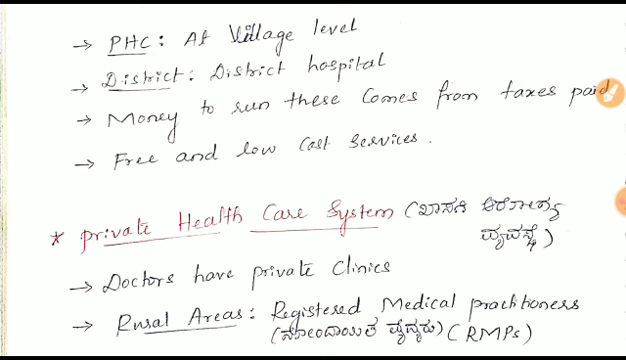 → PHC: At Village level
→ District: District hospital
→ Money to run these comes from taxes paid
→ Free and low cost services.
* private Health Care System (ಖಾಸಗಿ ಆರೋಗ್ಯ
ವ್ಯವಸ್ಥೆ)
→ Doctors have private clinics
→ Rural Areas: Registered Medical practitioners
(ನೋಂದಾಯಿತ ವೈದ್ಯರು) (RMPs)